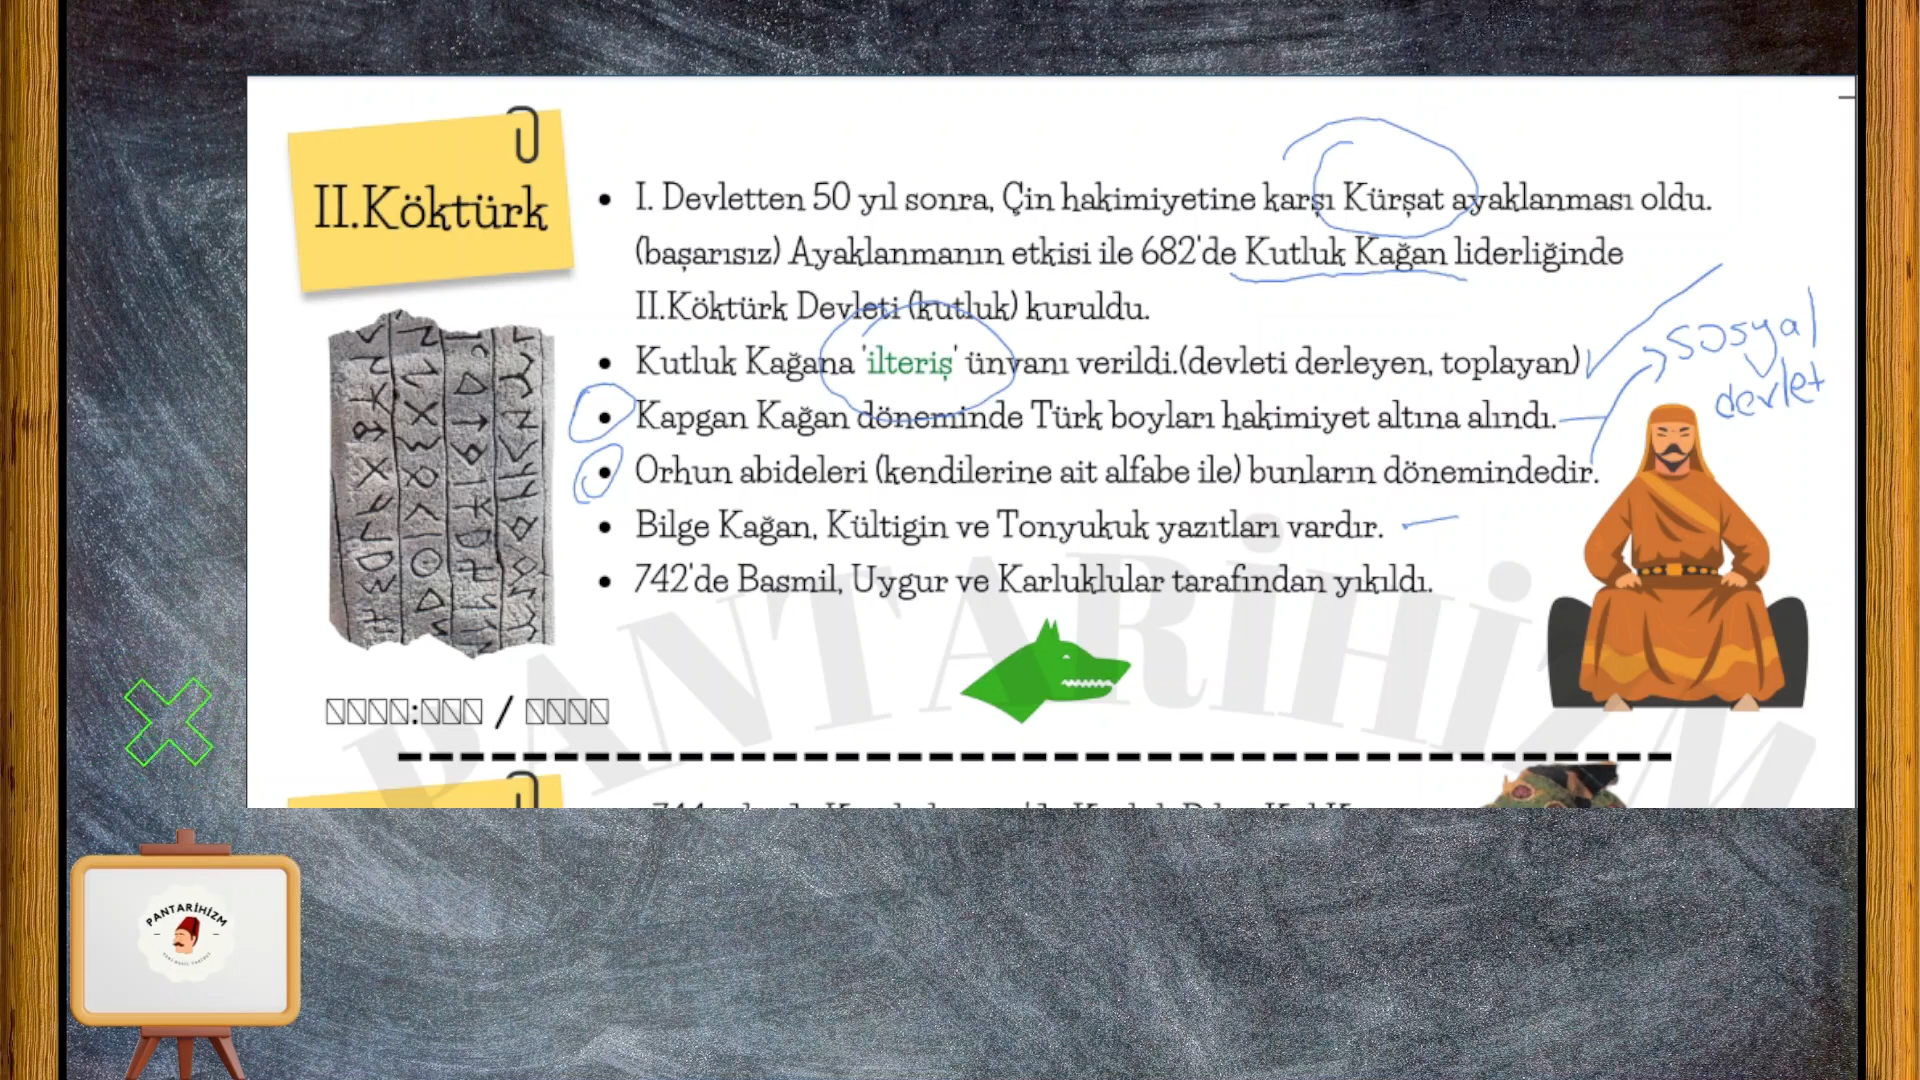 II.Köktürk
• I. Devletten 50 yıl sonra, Çin hakimiyetine karşı Kürşat ayaklanması oldu.
(başarısız) Ayaklanmanın etkisi ile 682'de Kutluk Kağan liderliğinde
II.Köktürk Devleti (kutluk) kuruldu.
• Kutluk Kağana 'ilteriş' ünvanı verildi.(devleti derleyen, toplayan)
sosyal
devlet
• Kapgan Kağan döneminde Türk boyları hakimiyet altına alındı.
• Orhun abideleri (kendilerine ait alfabe ile) bunların dönemindedir.
• Bilge Kağan, Kültigin ve Tonyukuk yazıtları vardır.
• 742'de Basmil, Uygur ve Karluklular tarafından yıkıldı.
PANTARİHİZM
PANTARİHİZM